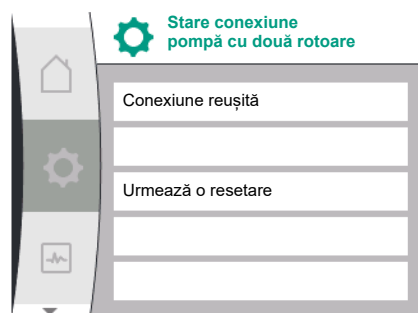 Stare conexiune
pompă cu două rotoare
Conexiune reușită
Urmează o resetare